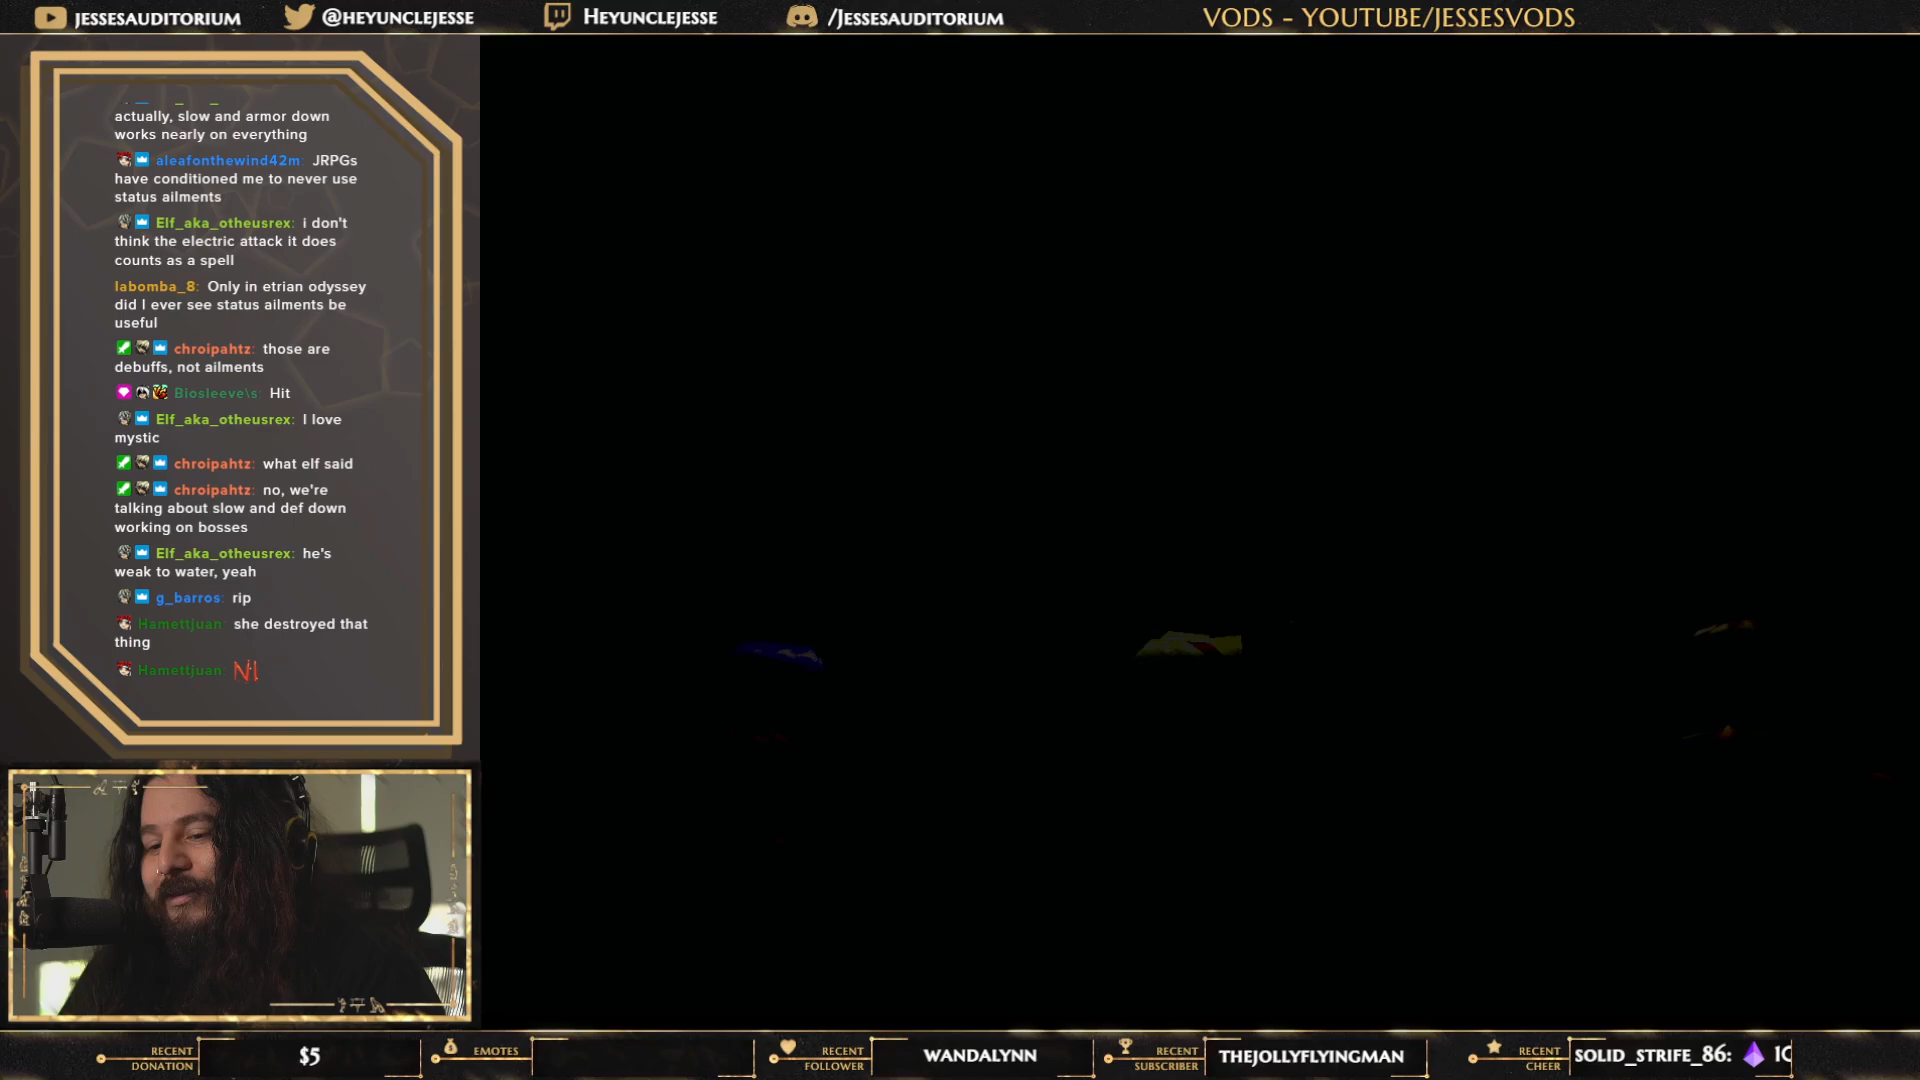 JESSESAUDITORIUM
@HEYUNCLEJESSE
HEYUNCLEJESSE
/JESSESAUDITORIUM
VODS - YOUTUBE/JESSESVODS
actually, slow and armor down
works nearly on everything
aleafonthewind42m: JRPGs
have conditioned me to never use
status ailments
Elf_aka_otheusrex: i don't
think the electric attack it does
counts as a spell
labomba_8: Only in etrian odyssey
did I ever see status ailments be
useful
chroipahtz: those are
debuffs, not ailments
Biosleeve\s: Hit
Elf_aka_otheusrex: I love
mystic
chroipahtz: what elf said
chroipahtz: no, we're
talking about slow and def down
working on bosses
Elf_aka_otheusrex: he's
weak to water, yeah
g_barros: rip
Hamettjuan: she destroyed that
thing
Hamettjuan: NI
RECENT
DONATION
$5
EMOTES
RECENT
FOLLOWER
WANDALYNN
RECENT
SUBSCRIBER
THEJOLLYFLYINGMAN
RECENT
CHEER
SOLID_STRIFE_86: